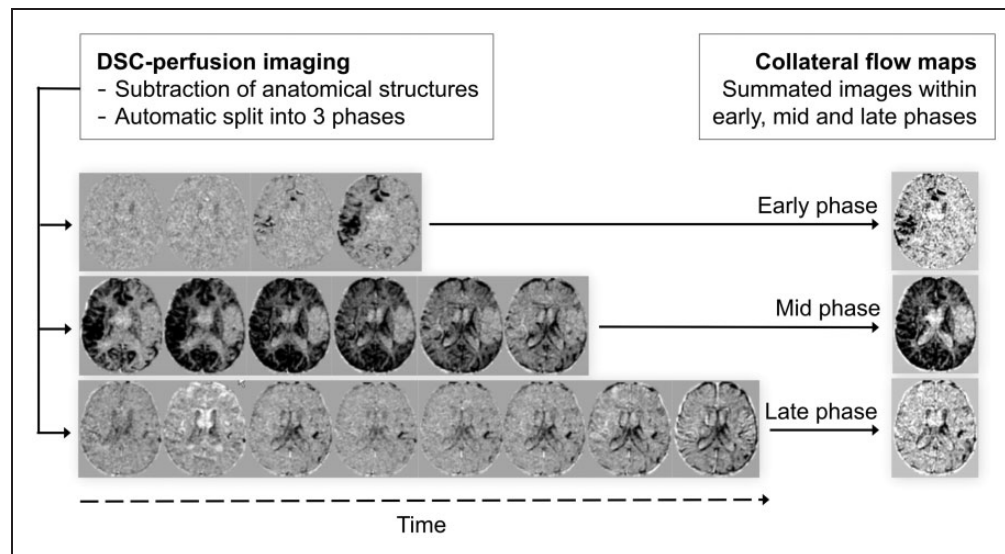 DSC-perfusion imaging
- Subtraction of anatomical structures
- Automatic split into 3 phases
Collateral flow maps
Summated images within
early, mid and late phases
Early phase
Mid phase
Late phase
Time